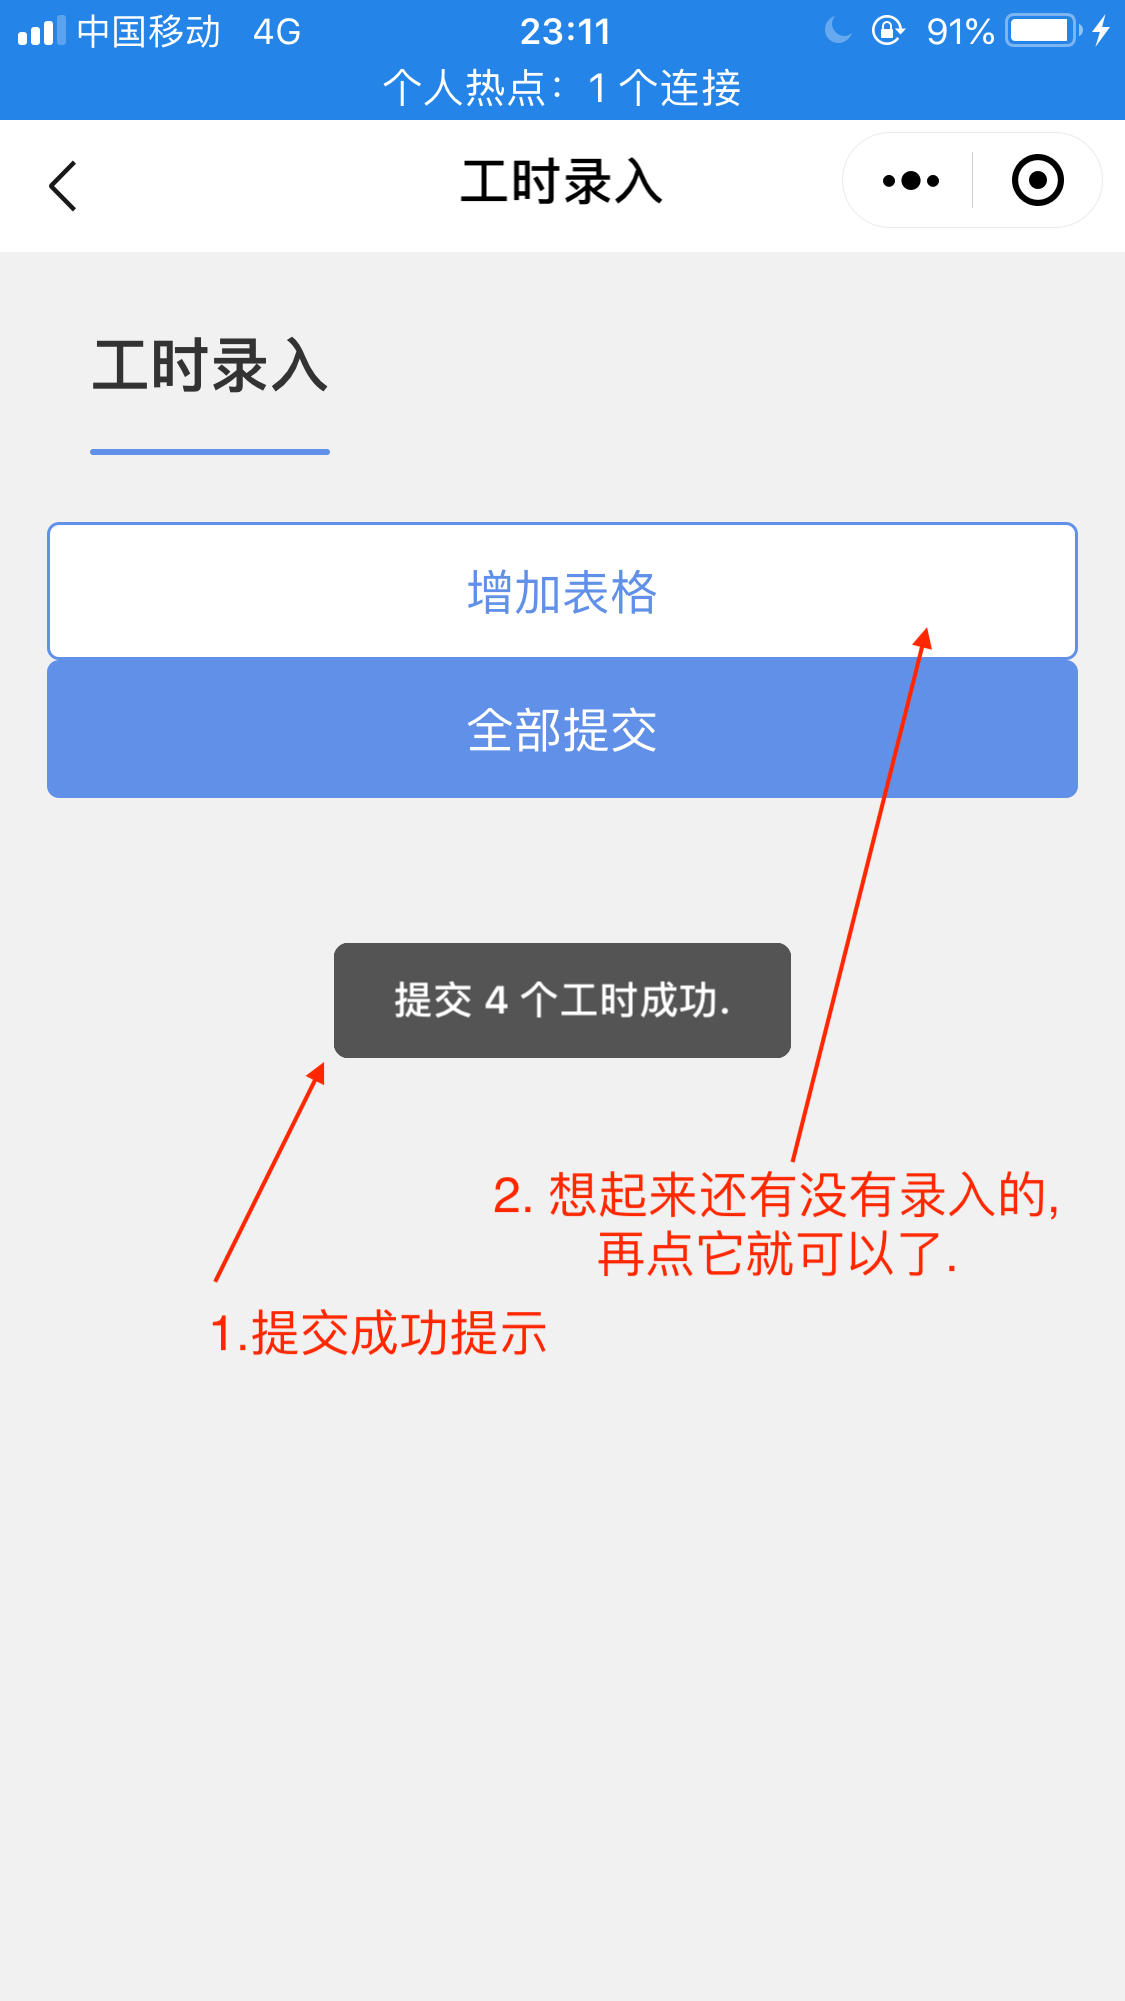 中国移动 4G 23:11 91%
个人热点：1 个连接
工时录入
工时录入
增加表格
全部提交
提交 4 个工时成功.
2. 想起来还有没有录入的,
再点它就可以了.
1.提交成功提示